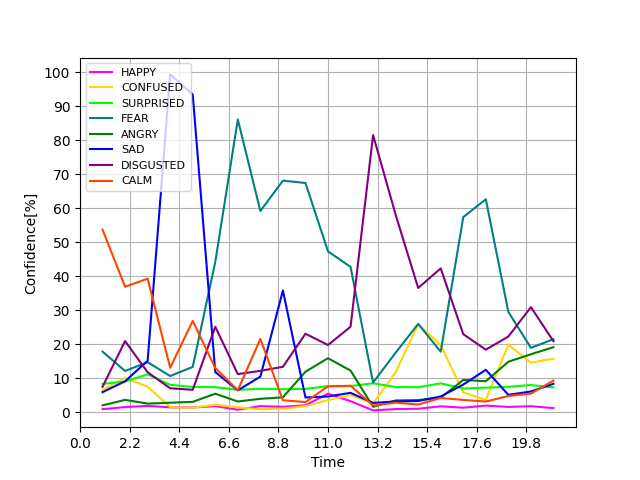 100
90
80
70
60
50
40
30
20
10
0
Confidence[%]
HAPPY
CONFUSED
SURPRISED
FEAR
ANGRY
SAD
DISGUSTED
CALM
0.0 2.2 4.4 6.6 8.8 11.0 13.2 15.4 17.6 19.8
Time